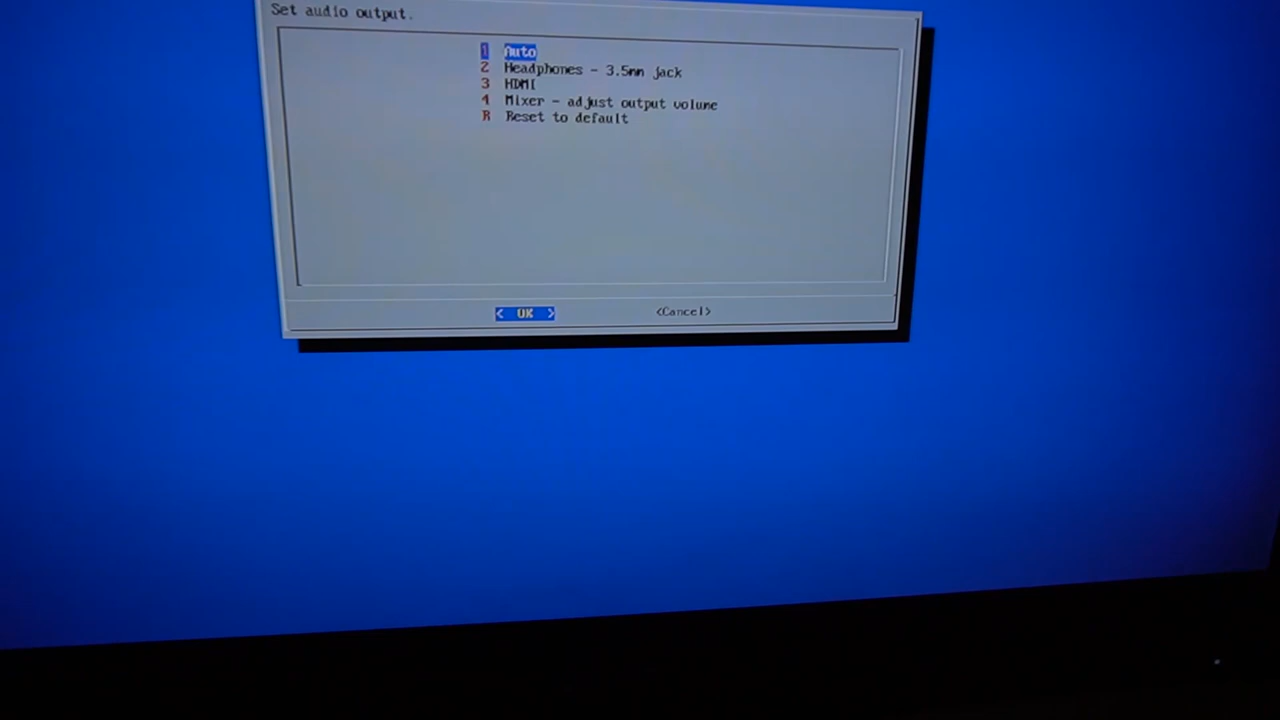 Set audio output.
1 Auto
2 Headphones - 3.5mm jack
3 HDMI
4 Mixer - adjust output volume
R Reset to default
< OK > <Cancel>